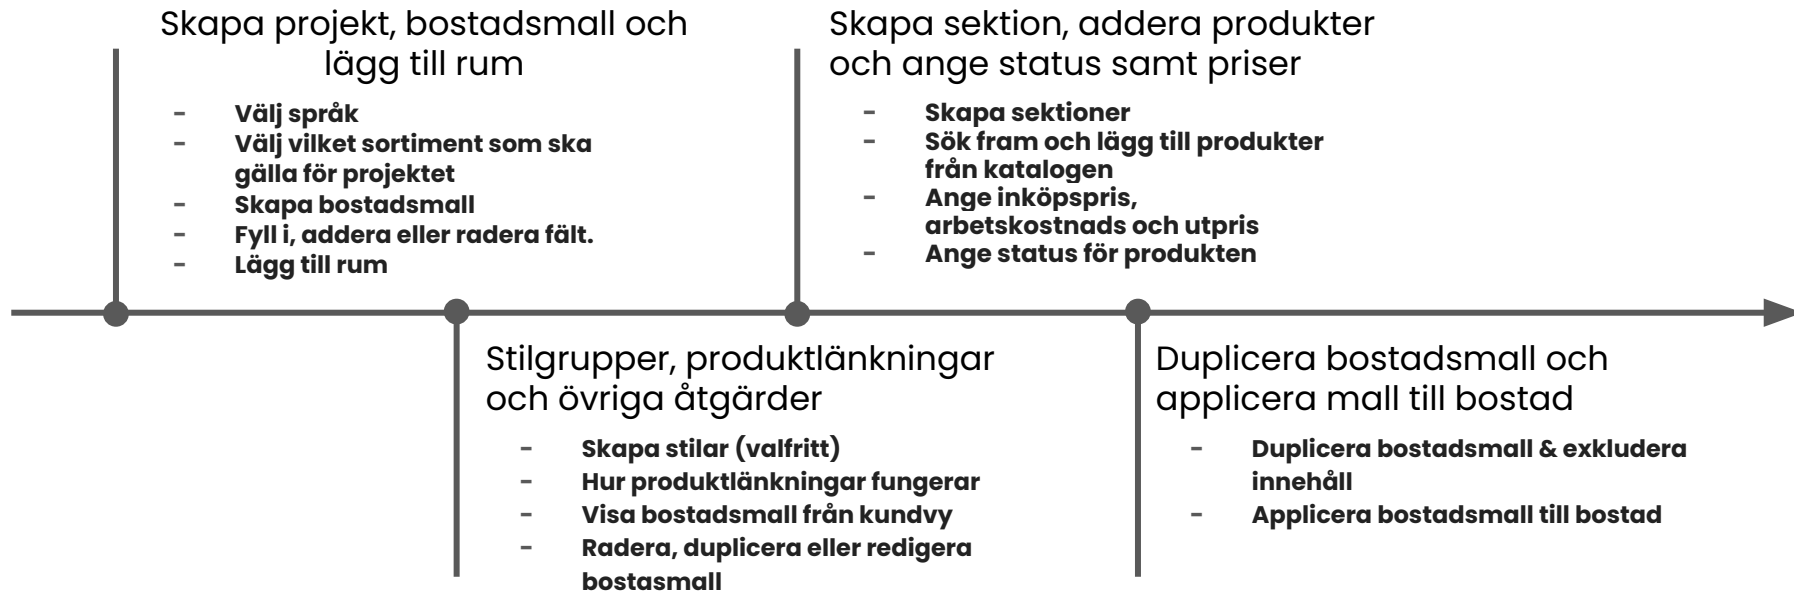 Skapa projekt, bostadsmall och
lägg till rum
- Välj språk
- Välj vilket sortiment som ska
gälla för projektet
- Skapa bostadsmall
- Fyll i, addera eller radera fält.
- Lägg till rum
Stilgrupper, produktlänkningar
och övriga åtgärder
- Skapa stilar (valfritt)
- Hur produktlänkningar fungerar
- Visa bostadsmall från kundvy
- Radera, duplicera eller redigera
bostasmall
Skapa sektion, addera produkter
och ange status samt priser
- Skapa sektioner
- Sök fram och lägg till produkter
från katalogen
- Ange inköpspris,
arbetskostnads och utpris
- Ange status för produkten
Duplicera bostadsmall och
applicera mall till bostad
- Duplicera bostadsmall & exkludera
innehåll
- Applicera bostadsmall till bostad